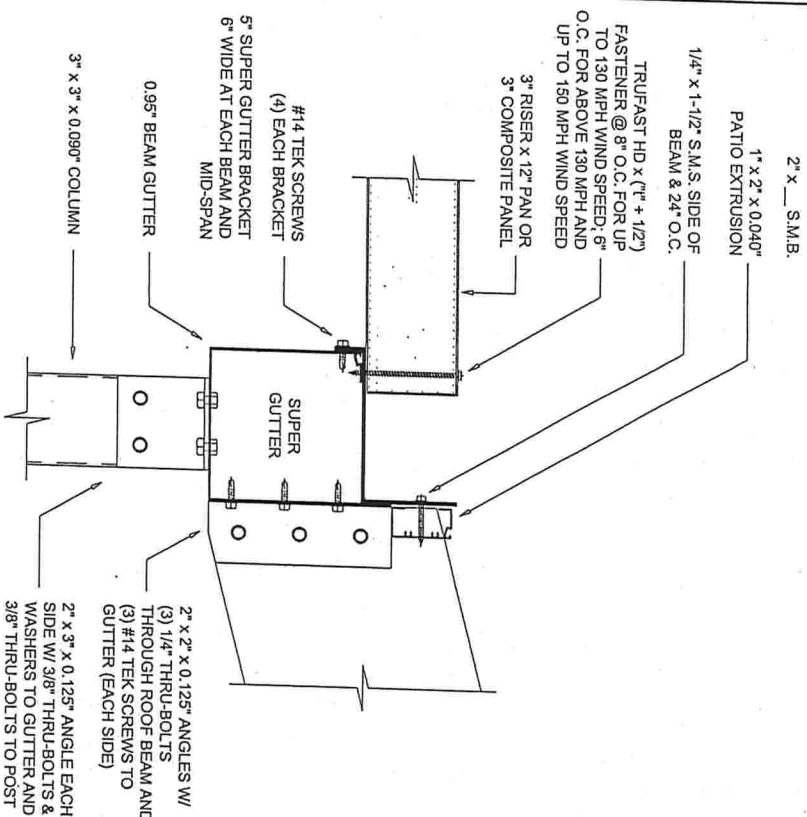 2" x __ S.M.B.
1" x 2" x 0.040"
PATIO EXTRUSION
1/4" x 1-1/2" S.M.S. SIDE OF
BEAM & 24" O.C.
TRUFAST HD x ("t" + 1/2")
FASTENER @ 8" O.C. FOR UP
TO 130 MPH WIND SPEED; 6"
O.C. FOR ABOVE 130 MPH AND
UP TO 150 MPH WIND SPEED
3" RISER x 12" PAN OR
3" COMPOSITE PANEL
#14 TEK SCREWS
(4) EACH BRACKET
5" SUPER GUTTER BRACKET
6" WIDE AT EACH BEAM AND
MID-SPAN
0.95" BEAM GUTTER
3" x 3" x 0.090" COLUMN
SUPER
GUTTER
2" x 2" x 0.125" ANGLES W/
(3) 1/4" THRU-BOLTS
THROUGH ROOF BEAM AND
(3) #14 TEK SCREWS TO
GUTTER (EACH SIDE)
2" x 3" x 0.125" ANGLE EACH
SIDE W/ 3/8" THRU-BOLTS &
WASHERS TO GUTTER AND
3/8" THRU-BOLTS TO POST